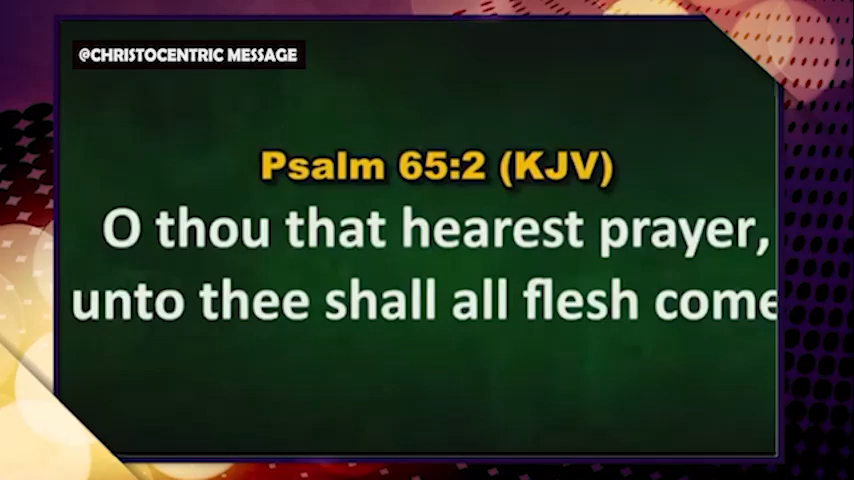 @CHRISTOCENTRIC MESSAGE
Psalm 65:2 (KJV)
O thou that hearest prayer,
unto thee shall all flesh come